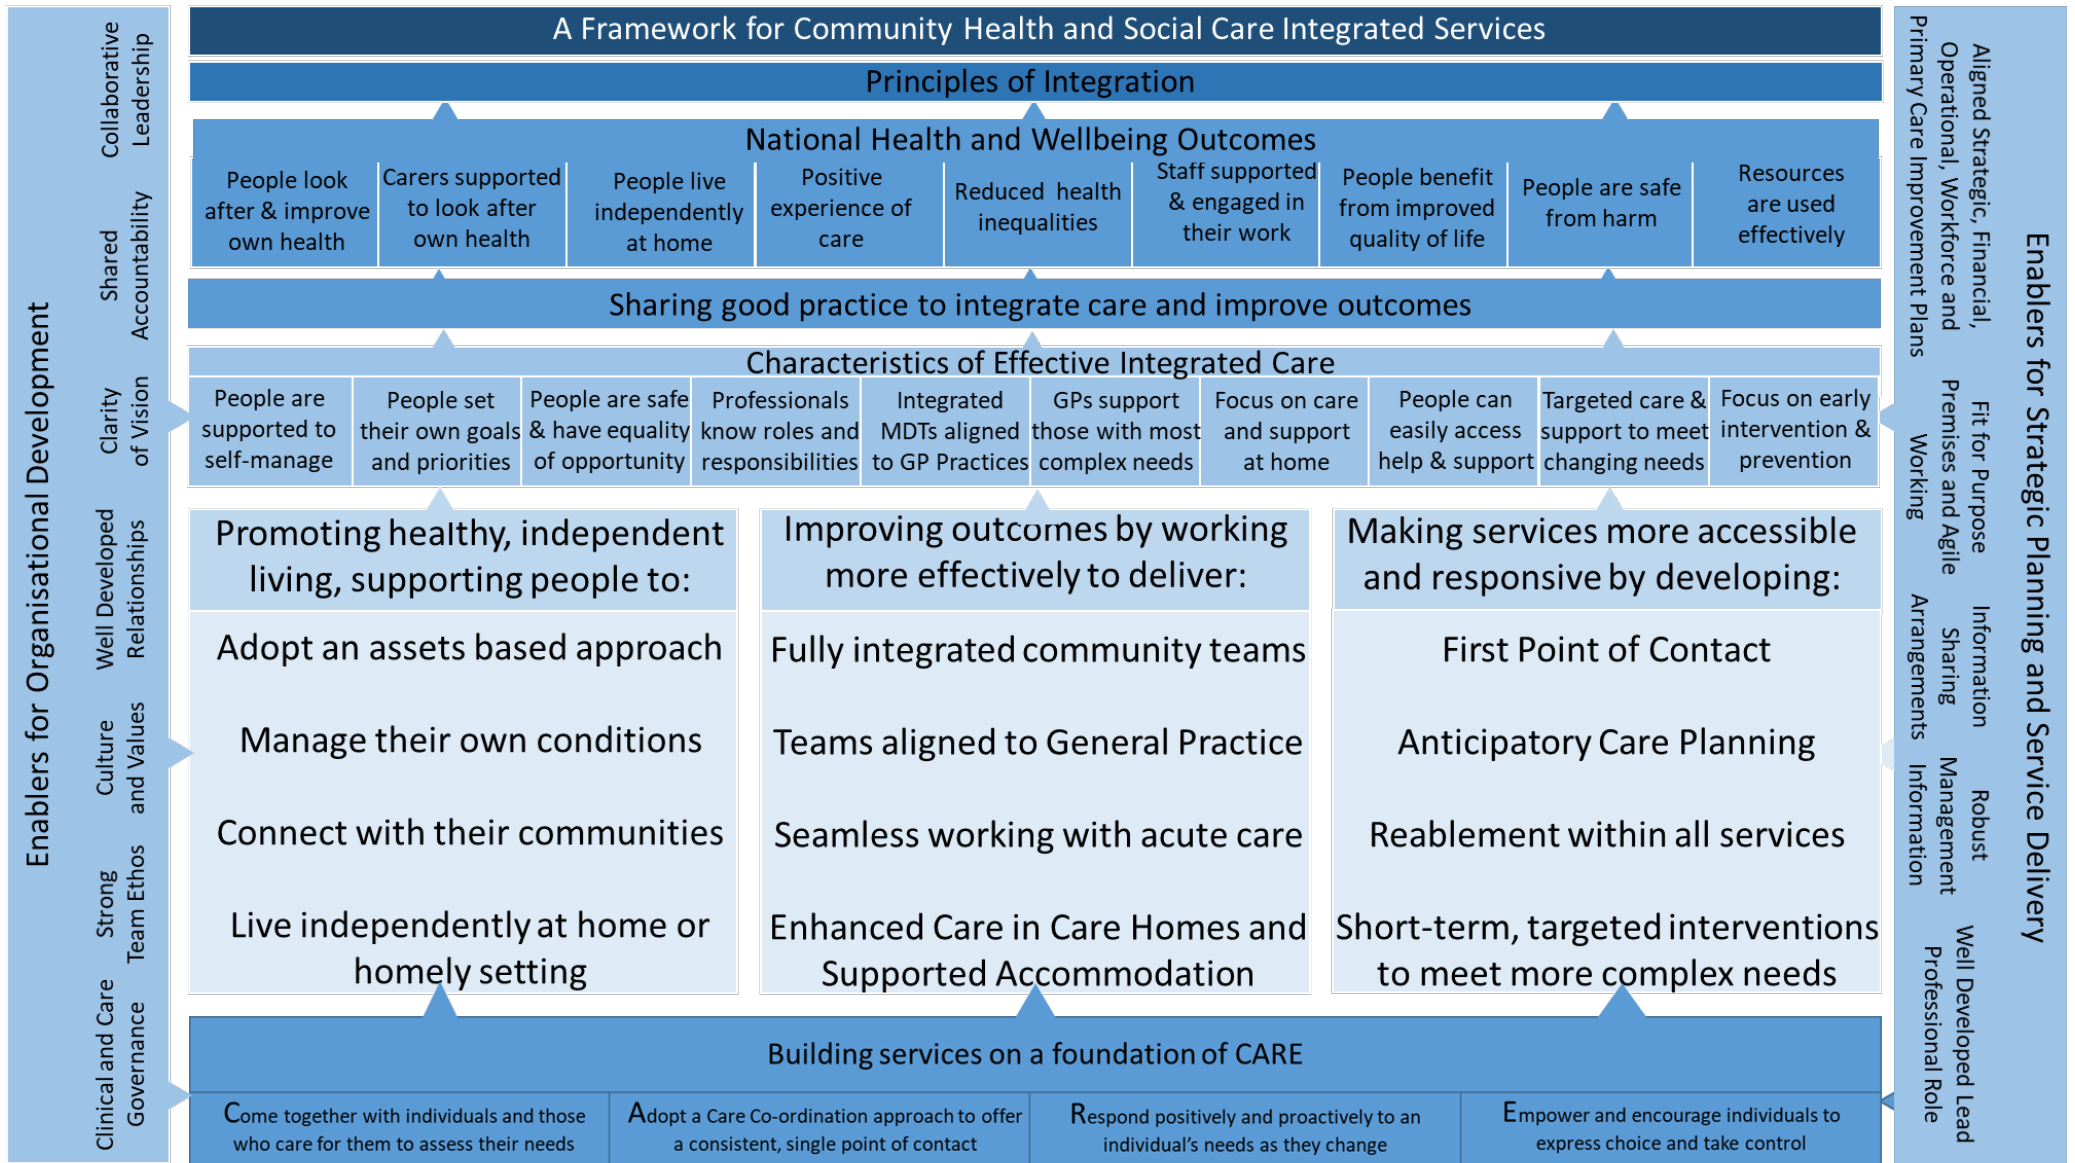 A Framework for Community Health and Social Care Integrated Services
Principles of Integration
National Health and Wellbeing Outcomes
People look
after & improve
own health
Carers supported
to look after
own health
People live
independently
at home
Positive
experience of
care
Reduced health
inequalities
Staff supported
& engaged in
their work
People benefit
from improved
quality of life
People are safe
from harm
Resources
are used
effectively
Sharing good practice to integrate care and improve outcomes
Characteristics of Effective Integrated Care
People are
supported to
self-manage
People set
their own goals
and priorities
People are safe
& have equality
of opportunity
Professionals
know roles and
responsibilities
Integrated
MDTs aligned
to GP Practices
GPs support
those with most
complex needs
Focus on care
and support
at home
People can
easily access
help & support
Targeted care &
support to meet
changing needs
Focus on early
intervention &
prevention
Promoting healthy, independent
living, supporting people to:
Adopt an assets based approach
Manage their own conditions
Connect with their communities
Live independently at home or
homely setting
Improving outcomes by working
more effectively to deliver:
Fully integrated community teams
Teams aligned to General Practice
Seamless working with acute care
Enhanced Care in Care Homes and
Supported Accommodation
Making services more accessible
and responsive by developing:
First Point of Contact
Anticipatory Care Planning
Reablement within all services
Short-term, targeted interventions
to meet more complex needs
Building services on a foundation of CARE
Come together with individuals and those
who care for them to assess their needs
Adopt a Care Co-ordination approach to offer
a consistent, single point of contact
Respond positively and proactively to an
individual's needs as they change
Empower and encourage individuals to
express choice and take control
Enablers for Organisational Development
Collaborative
Leadership
Shared
Accountability
Clarity
of Vision
Well Developed
Relationships
Culture
and Values
Strong
Team Ethos
Clinical and Care
Governance
Enablers for Strategic Planning and Service Delivery
Aligned Strategic, Financial,
Operational, Workforce and
Primary Care Improvement Plans
Fit for Purpose
Premises and Agile
Working
Information
Sharing
Arrangements
Robust
Management
Information
Well Developed Lead
Professional Role